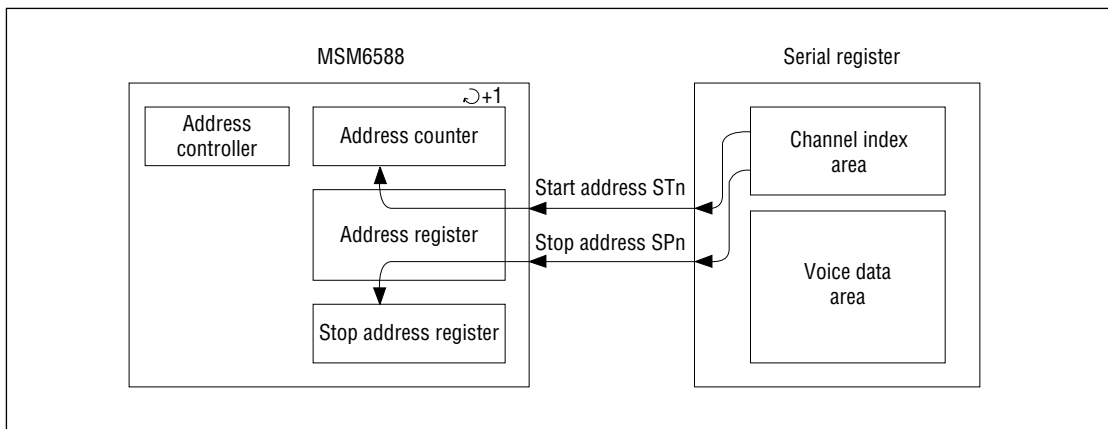 MSM6588
Serial register
+1
Address
controller
Address counter
Channel index
area
Start address STn
Address register
Stop address SPn
Voice data
area
Stop address register